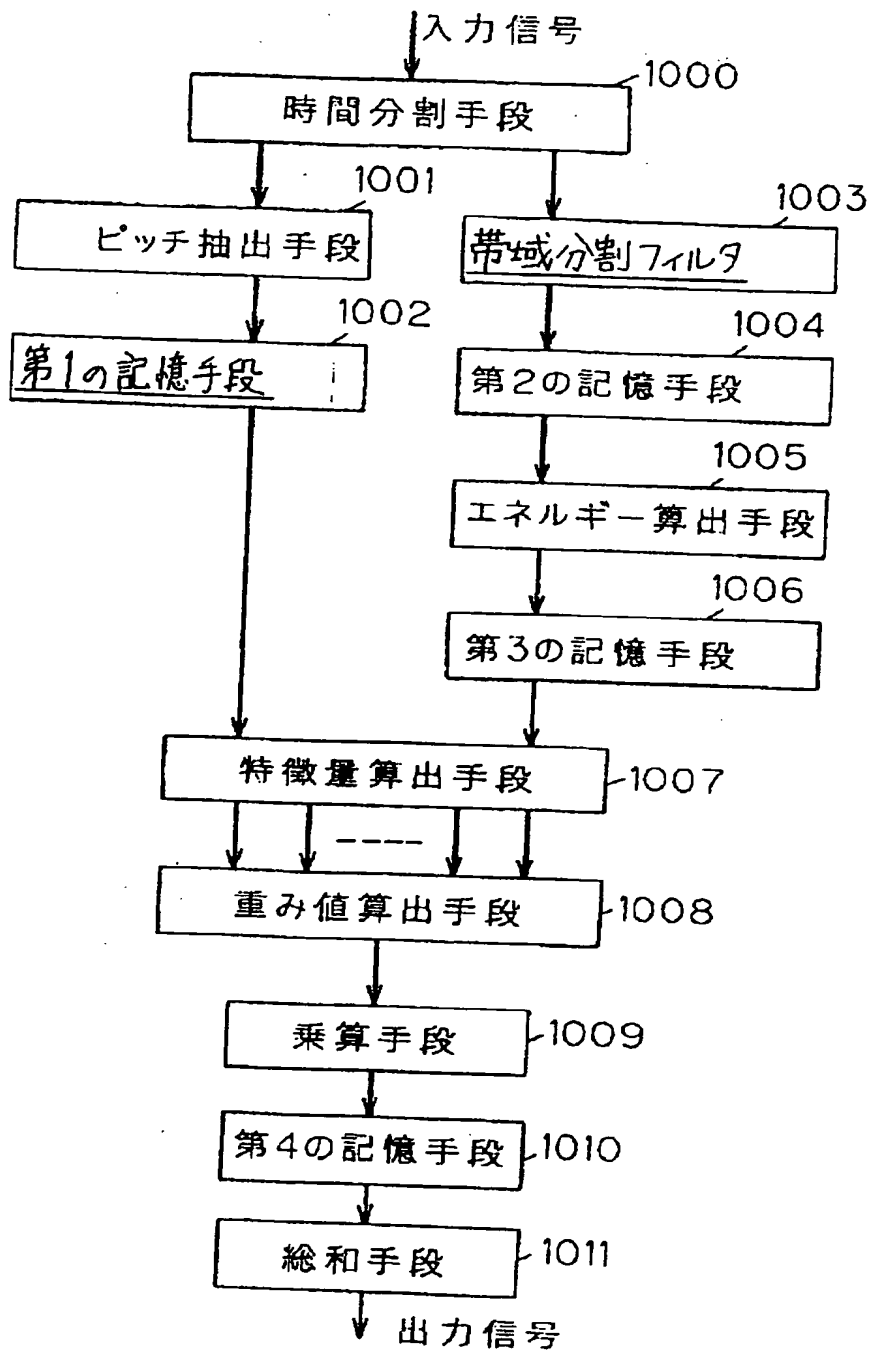 入力信号
1000
時間分割手段
1001
ピッチ抽出手段
1003
帯域分割フィルタ
1002
第1の記憶手段
1004
第2の記憶手段
1005
エネルギー算出手段
1006
第3の記憶手段
特徴量算出手段
1007
重み値算出手段
1008
乗算手段
1009
第4の記憶手段
1010
総和手段
1011
出力信号